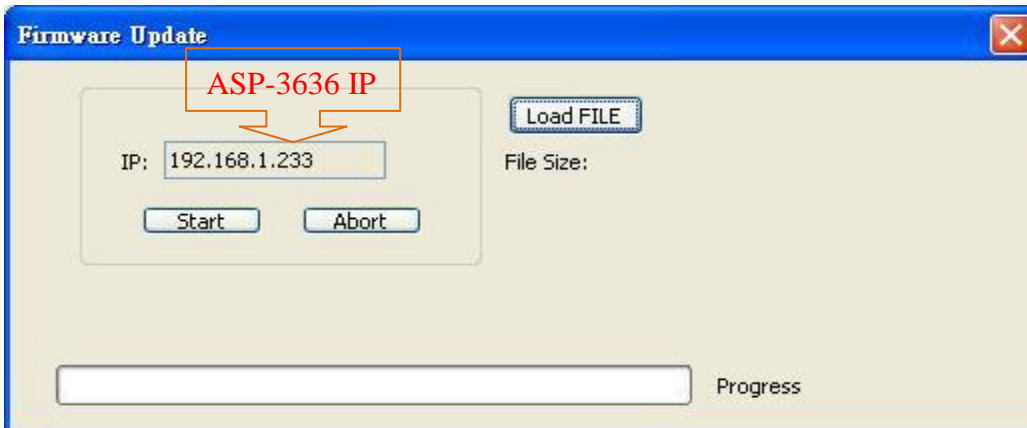 Firmware Update
ASP-3636 IP
Load FILE
IP: 192.168.1.233
File Size:
Start Abort
Progress